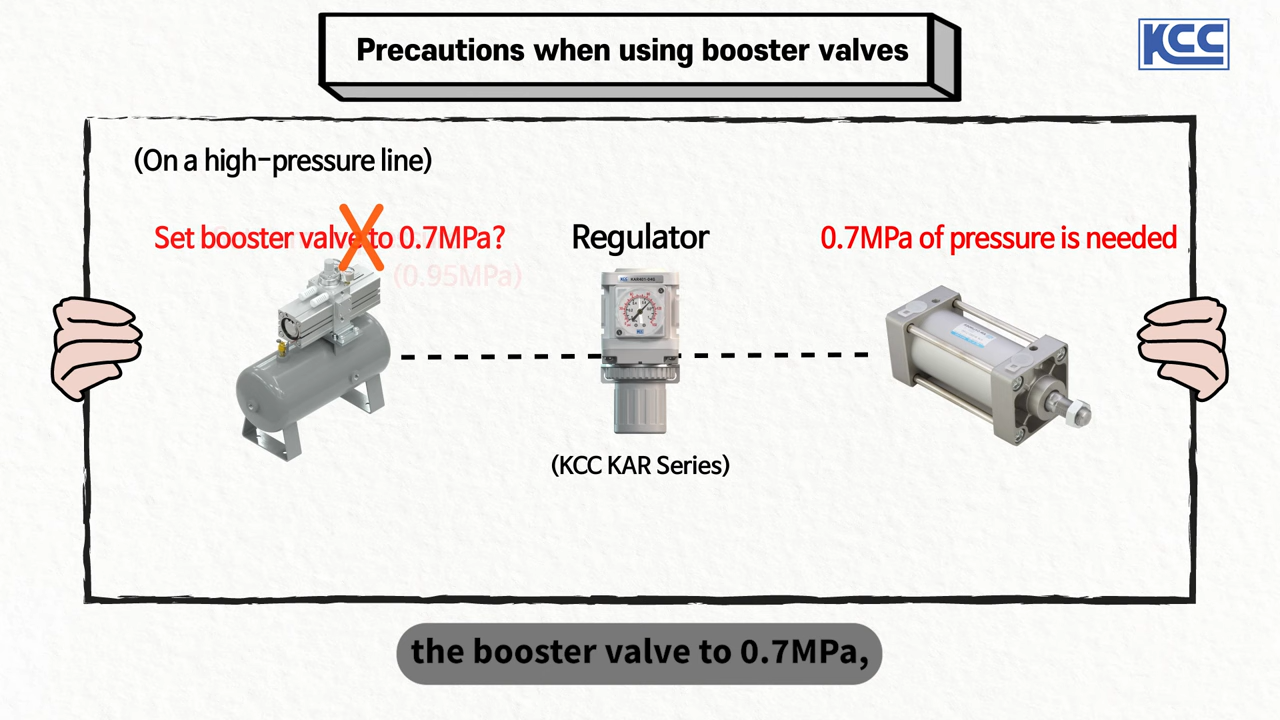 Precautions when using booster valves
KCC
(On a high-pressure line)
Set booster valve to 0.7MPa?
(0.95MPa)
Regulator
0.7MPa of pressure is needed
(KCC KAR Series)
the booster valve to 0.7MPa,